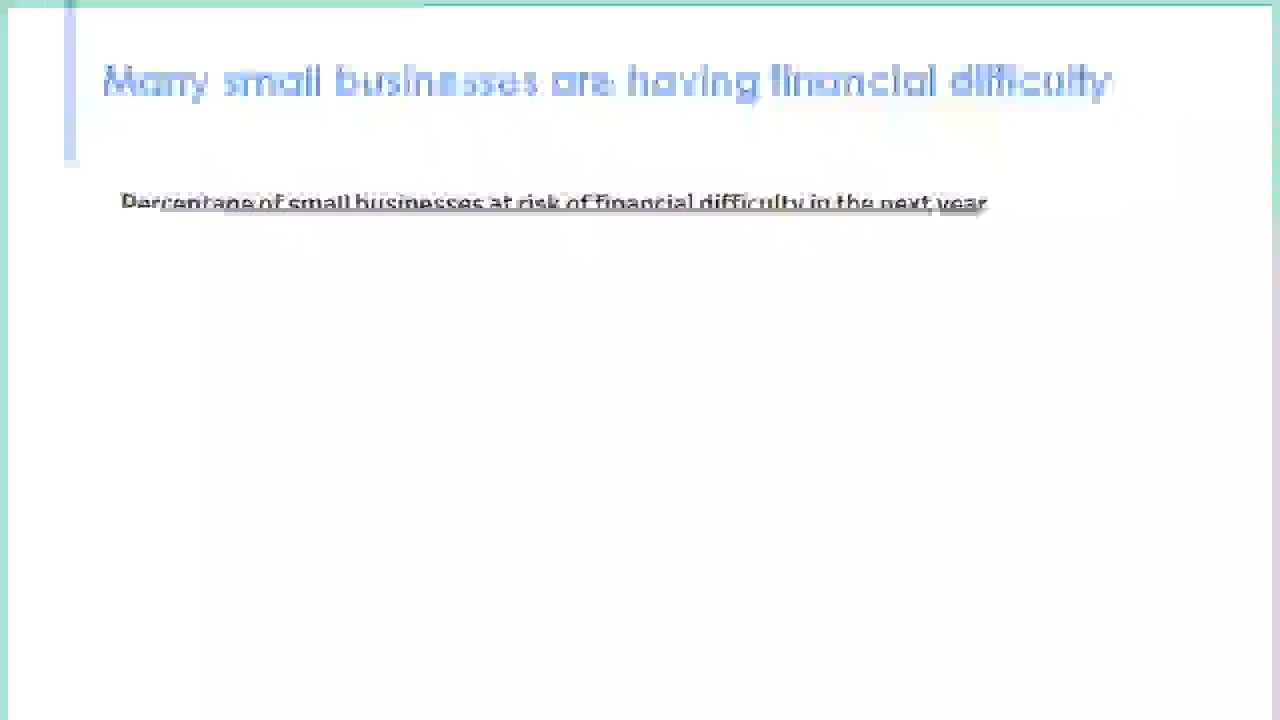 Many small businesses are having financial difficulty
Percentage of small businesses at risk of financial difficulty in the next year